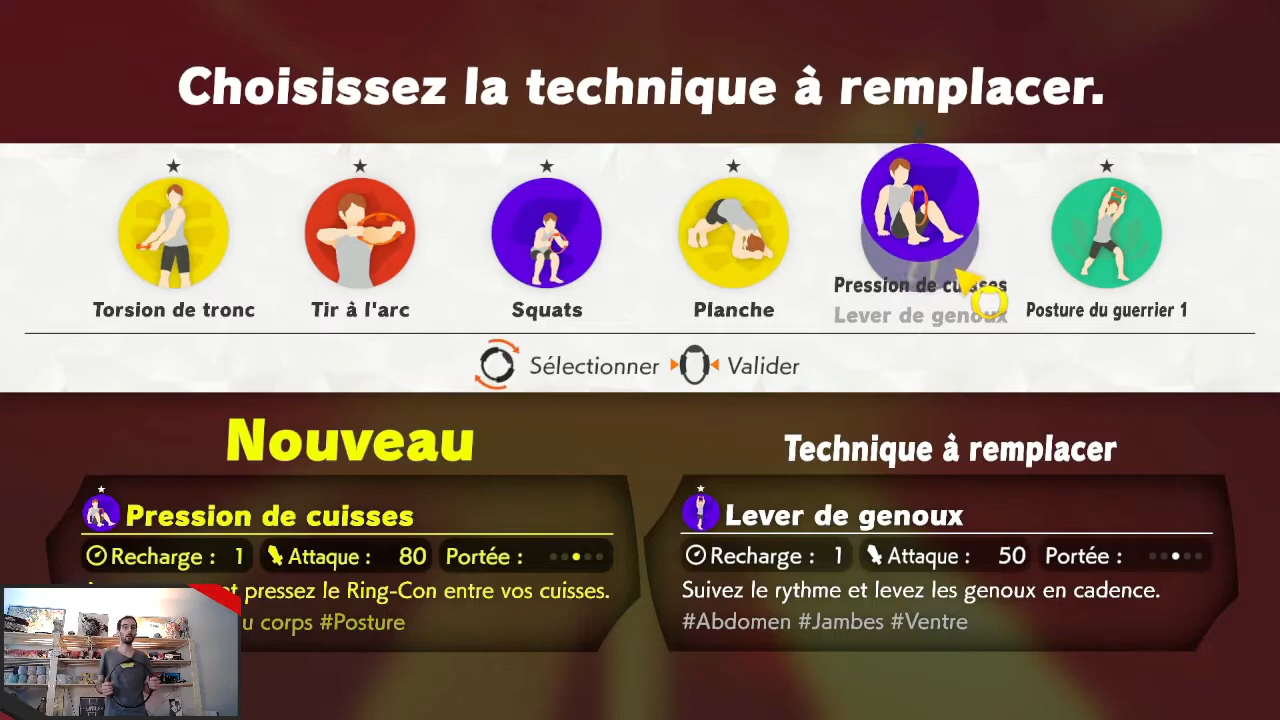 Choisissez la technique à remplacer.
Torsion de tronc
Tir à l'arc
Squats
Planche
Pression de cuisses
Lever de genoux
Posture du guerrier 1
Sélectionner
Valider
Nouveau
Technique à remplacer
Pression de cuisses
Lever de genoux
Recharge : 1 Attaque : 80 Portée :
Recharge : 1 Attaque : 50 Portée :
et pressez le Ring-Con entre vos cuisses.
Suivez le rythme et levez les genoux en cadence.
corps #Posture
#Abdomen #Jambes #Ventre